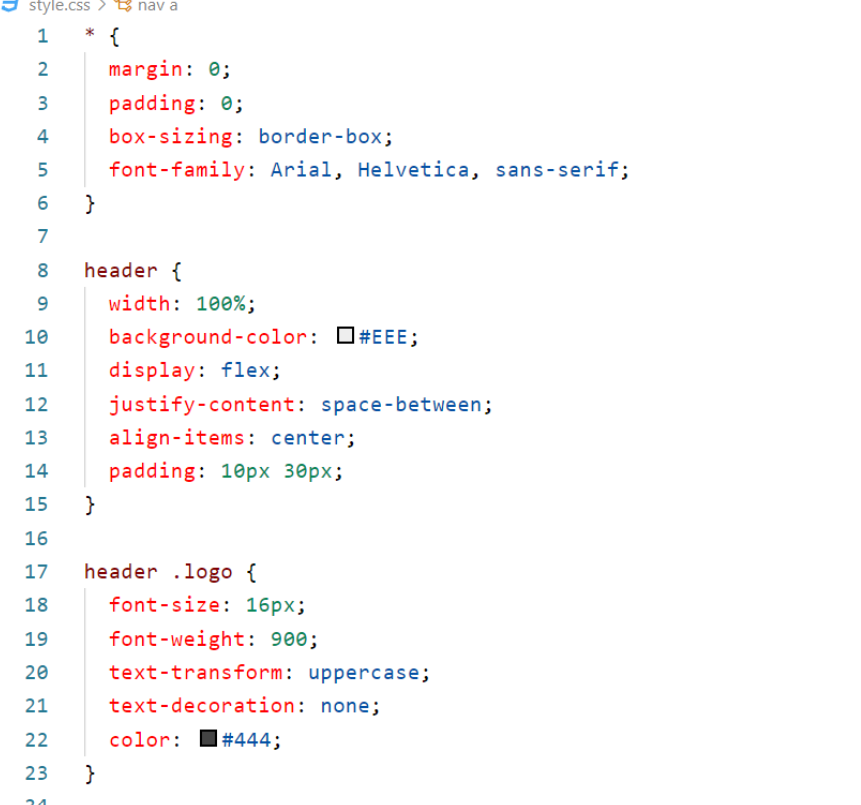 style.css > nav a
1 * {
2 margin: 0;
3 padding: 0;
4 box-sizing: border-box;
5 font-family: Arial, Helvetica, sans-serif;
6 }
7
8 header {
9 width: 100%;
10 background-color: #EEE;
11 display: flex;
12 justify-content: space-between;
13 align-items: center;
14 padding: 10px 30px;
15 }
16
17 header .logo {
18 font-size: 16px;
19 font-weight: 900;
20 text-transform: uppercase;
21 text-decoration: none;
22 color: #444;
23 }
24